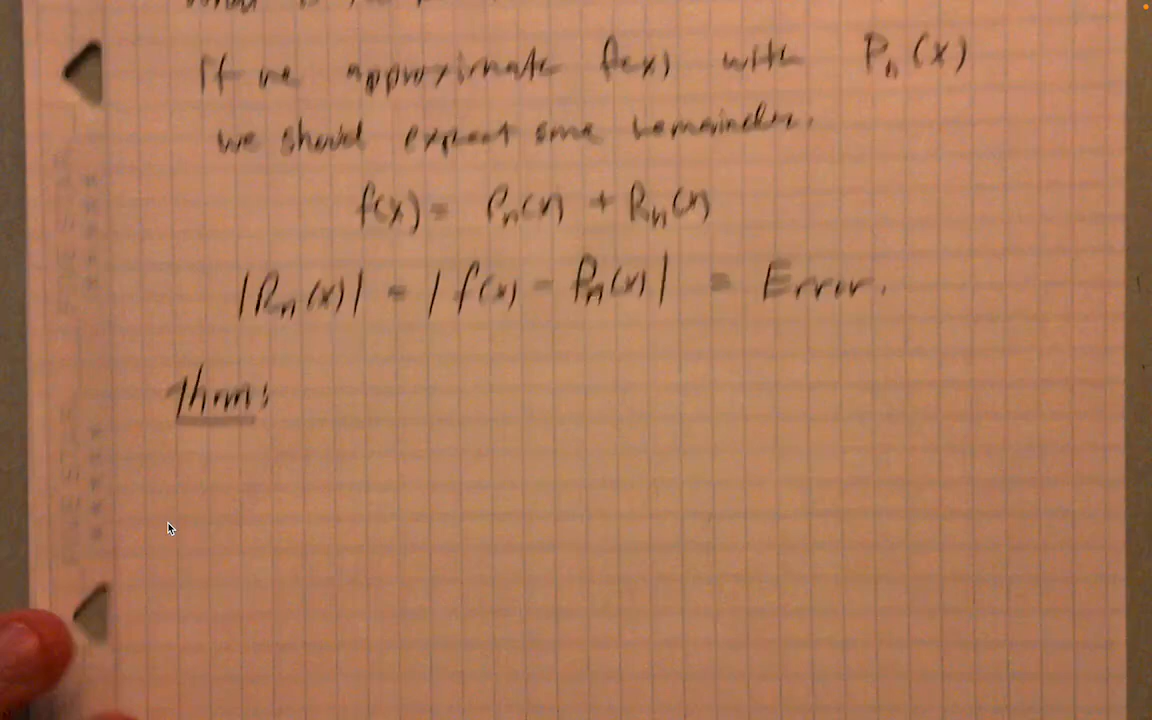 If we approximate f(x) with Pn(x)
we should expect some remainder.
f(x) = Pn(x) + Rn(x)
|Rn(x)| = |f(x) - Pn(x)| = Error.
Thm: